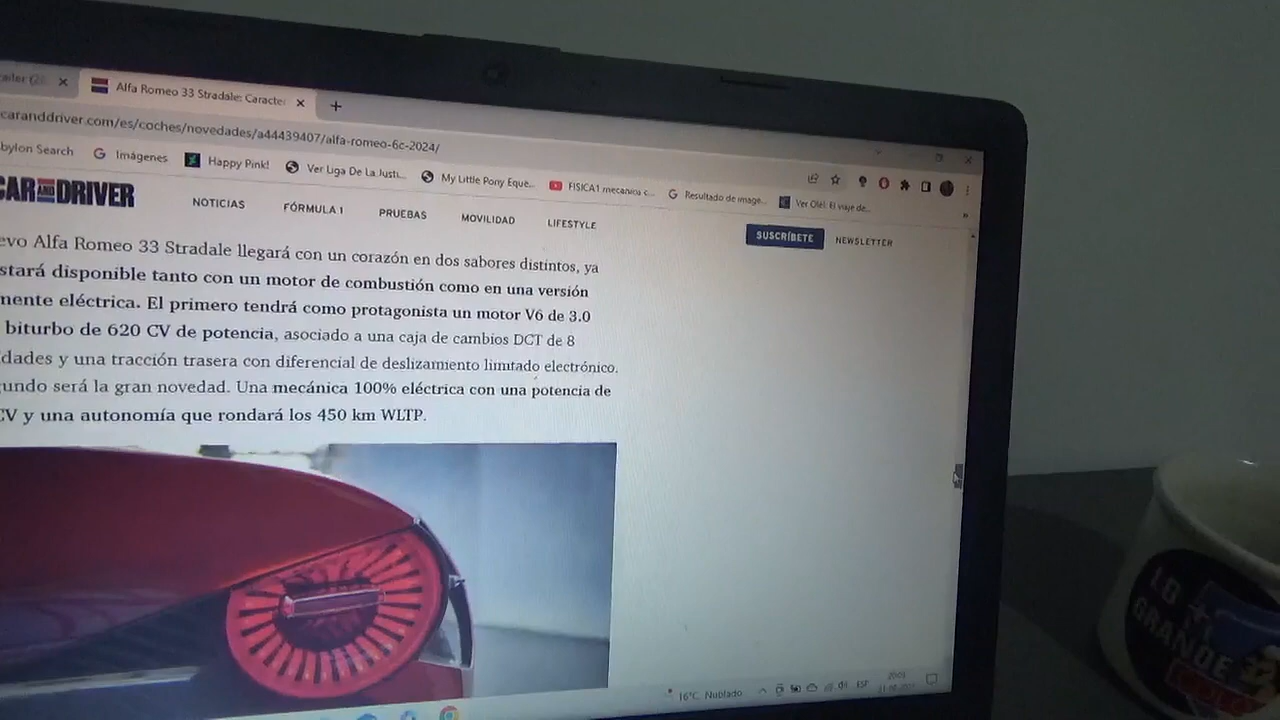 Alfa Romeo 33 Stradale: Caracter
caranddriver.com/es/coches/novedades/a44439407/alfa-romeo-6c-2024/
bylon Search Imágenes Happy Pink! Ver Liga De La Justi... My Little Pony Eque... FISICA1 mecanica c... Resultado de image... Ver Olé! El viaje de...
CAR AND DRIVER NOTICIAS FÓRMULA 1 PRUEBAS MOVILIDAD LIFESTYLE SUSCRÍBETE NEWSLETTER
evo Alfa Romeo 33 Stradale llegará con un corazón en dos sabores distintos, ya
stará disponible tanto con un motor de combustión como en una versión
mente eléctrica. El primero tendrá como protagonista un motor V6 de 3.0
biturbo de 620 CV de potencia, asociado a una caja de cambios DCT de 8
dades y una tracción trasera con diferencial de deslizamiento limitado electrónico.
gundo será la gran novedad. Una mecánica 100% eléctrica con una potencia de
CV y una autonomía que rondará los 450 km WLTP.
16°C Nublado ESP
LO
GRANDE